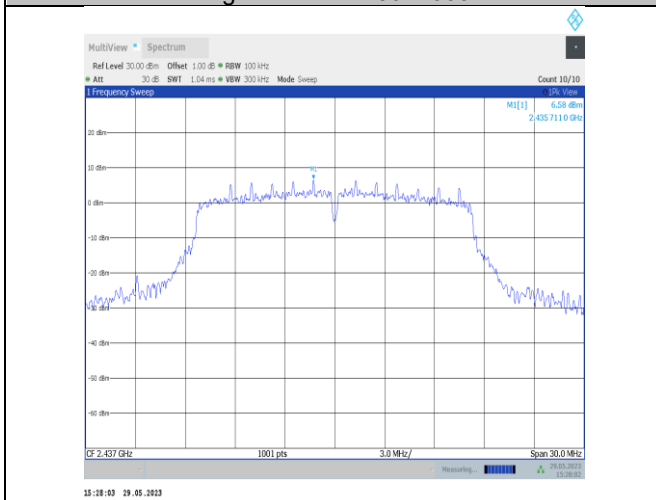 MultiView Spectrum
Ref Level 30.00 dBm Offset 1.00 dB RBW 100 kHz
Att 30 dB SWT 1.04 ms VBW 300 kHz Mode Sweep Count 10/10
1 Frequency Sweep 1Pk View
M1[1] 6.58 dBm
2.4357110 GHz
20 dBm
10 dBm
M1
0 dBm
-10 dBm
-20 dBm
-30 dBm
-40 dBm
-50 dBm
-60 dBm
CF 2.437 GHz 1001 pts 3.0 MHz/ Span 30.0 MHz
Measuring... 29.05.2023
15:28:02
15:28:03 29.05.2023